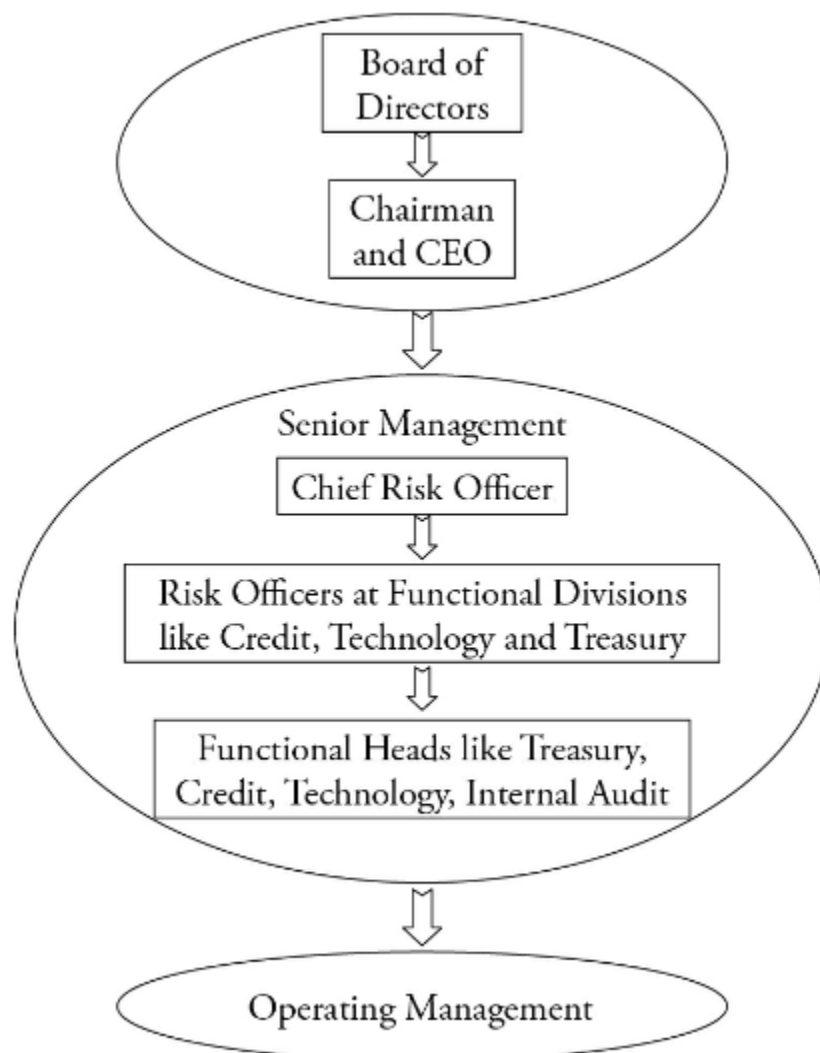 Board of
Directors
Chairman
and CEO
Senior Management
Chief Risk Officer
Risk Officers at Functional Divisions
like Credit, Technology and Treasury
Functional Heads like Treasury,
Credit, Technology, Internal Audit
Operating Management